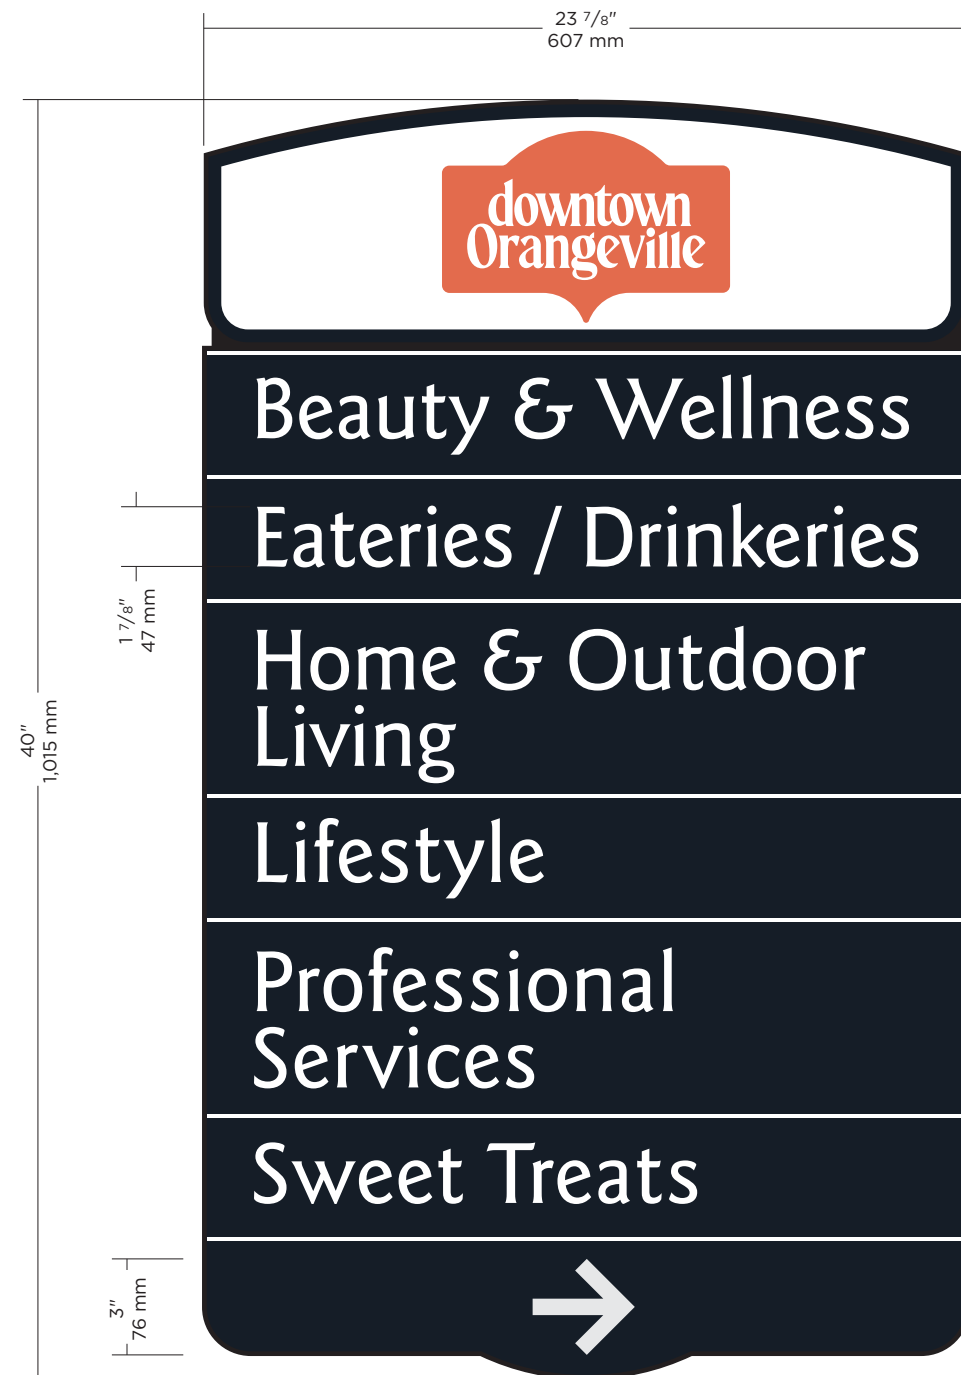 23 7/8"
607 mm
downtown
Orangeville
Beauty & Wellness
Eateries / Drinkeries
1 7/8"
47 mm
Home & Outdoor
Living
40"
1,015 mm
Lifestyle
Professional
Services
Sweet Treats
3"
76 mm